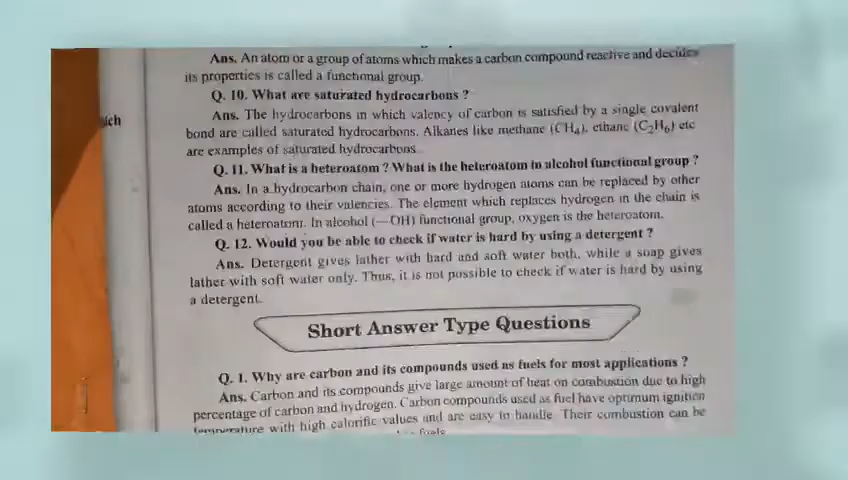 Ans. An atom or a group of atoms which makes a carbon compound reactive and decides
its properties is called a functional group.
Q. 10. What are saturated hydrocarbons ?
Ans. The hydrocarbons in which valency of carbon is satisfied by a single covalent
bond are called saturated hydrocarbons. Alkanes like methane (CH₄), ethane (C₂H₆) etc
are examples of saturated hydrocarbons.
Q. 11. What is a heteroatom ? What is the heteroatom in alcohol functional group ?
Ans. In a hydrocarbon chain, one or more hydrogen atoms can be replaced by other
atoms according to their valencies. The element which replaces hydrogen in the chain is
called a heteroatom. In alcohol (—OH) functional group, oxygen is the heteroatom.
Q. 12. Would you be able to check if water is hard by using a detergent ?
Ans. Detergent gives lather with hard and soft water both, while a soap gives
lather with soft water only. Thus, it is not possible to check if water is hard by using
a detergent.
Short Answer Type Questions
Q. 1. Why are carbon and its compounds used as fuels for most applications ?
Ans. Carbon and its compounds give large amount of heat on combustion due to high
percentage of carbon and hydrogen. Carbon compounds used as fuel have optimum ignition
temperature with high calorific values and are easy to handle. Their combustion can be
fuels